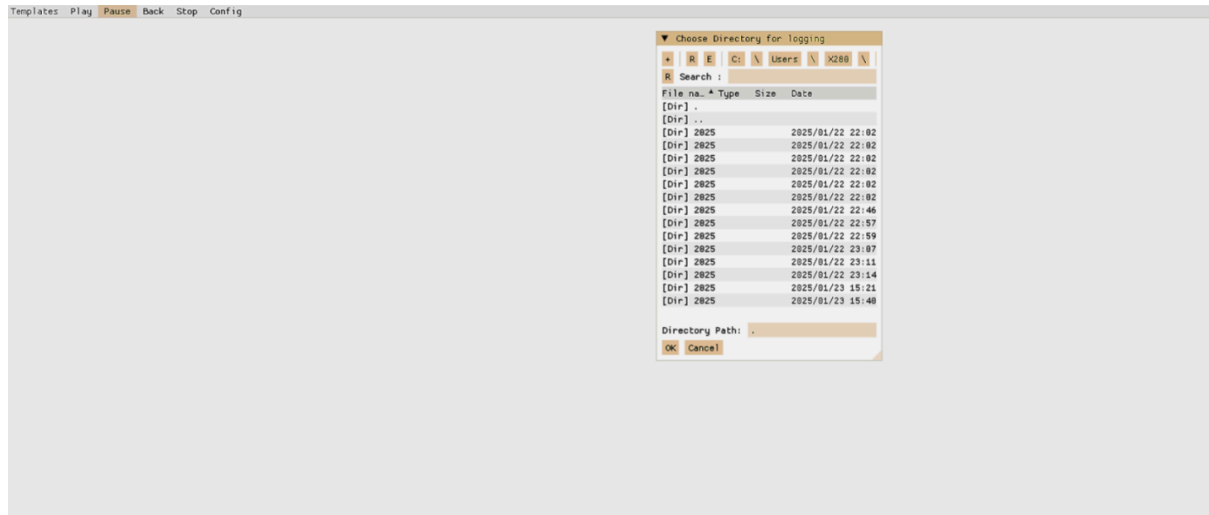 Templates Play Pause Back Stop Config
▼ Choose Directory for logging
+ R E C: \ Users \ X280 \
R Search :
File na… ▲ Type Size Date
[Dir] .
[Dir] ..
[Dir] 2025 2025/01/22 22:02
[Dir] 2025 2025/01/22 22:02
[Dir] 2025 2025/01/22 22:02
[Dir] 2025 2025/01/22 22:02
[Dir] 2025 2025/01/22 22:02
[Dir] 2025 2025/01/22 22:02
[Dir] 2025 2025/01/22 22:46
[Dir] 2025 2025/01/22 22:57
[Dir] 2025 2025/01/22 22:59
[Dir] 2025 2025/01/22 23:07
[Dir] 2025 2025/01/22 23:11
[Dir] 2025 2025/01/22 23:14
[Dir] 2025 2025/01/23 15:21
[Dir] 2025 2025/01/23 15:40
Directory Path: .
OK Cancel